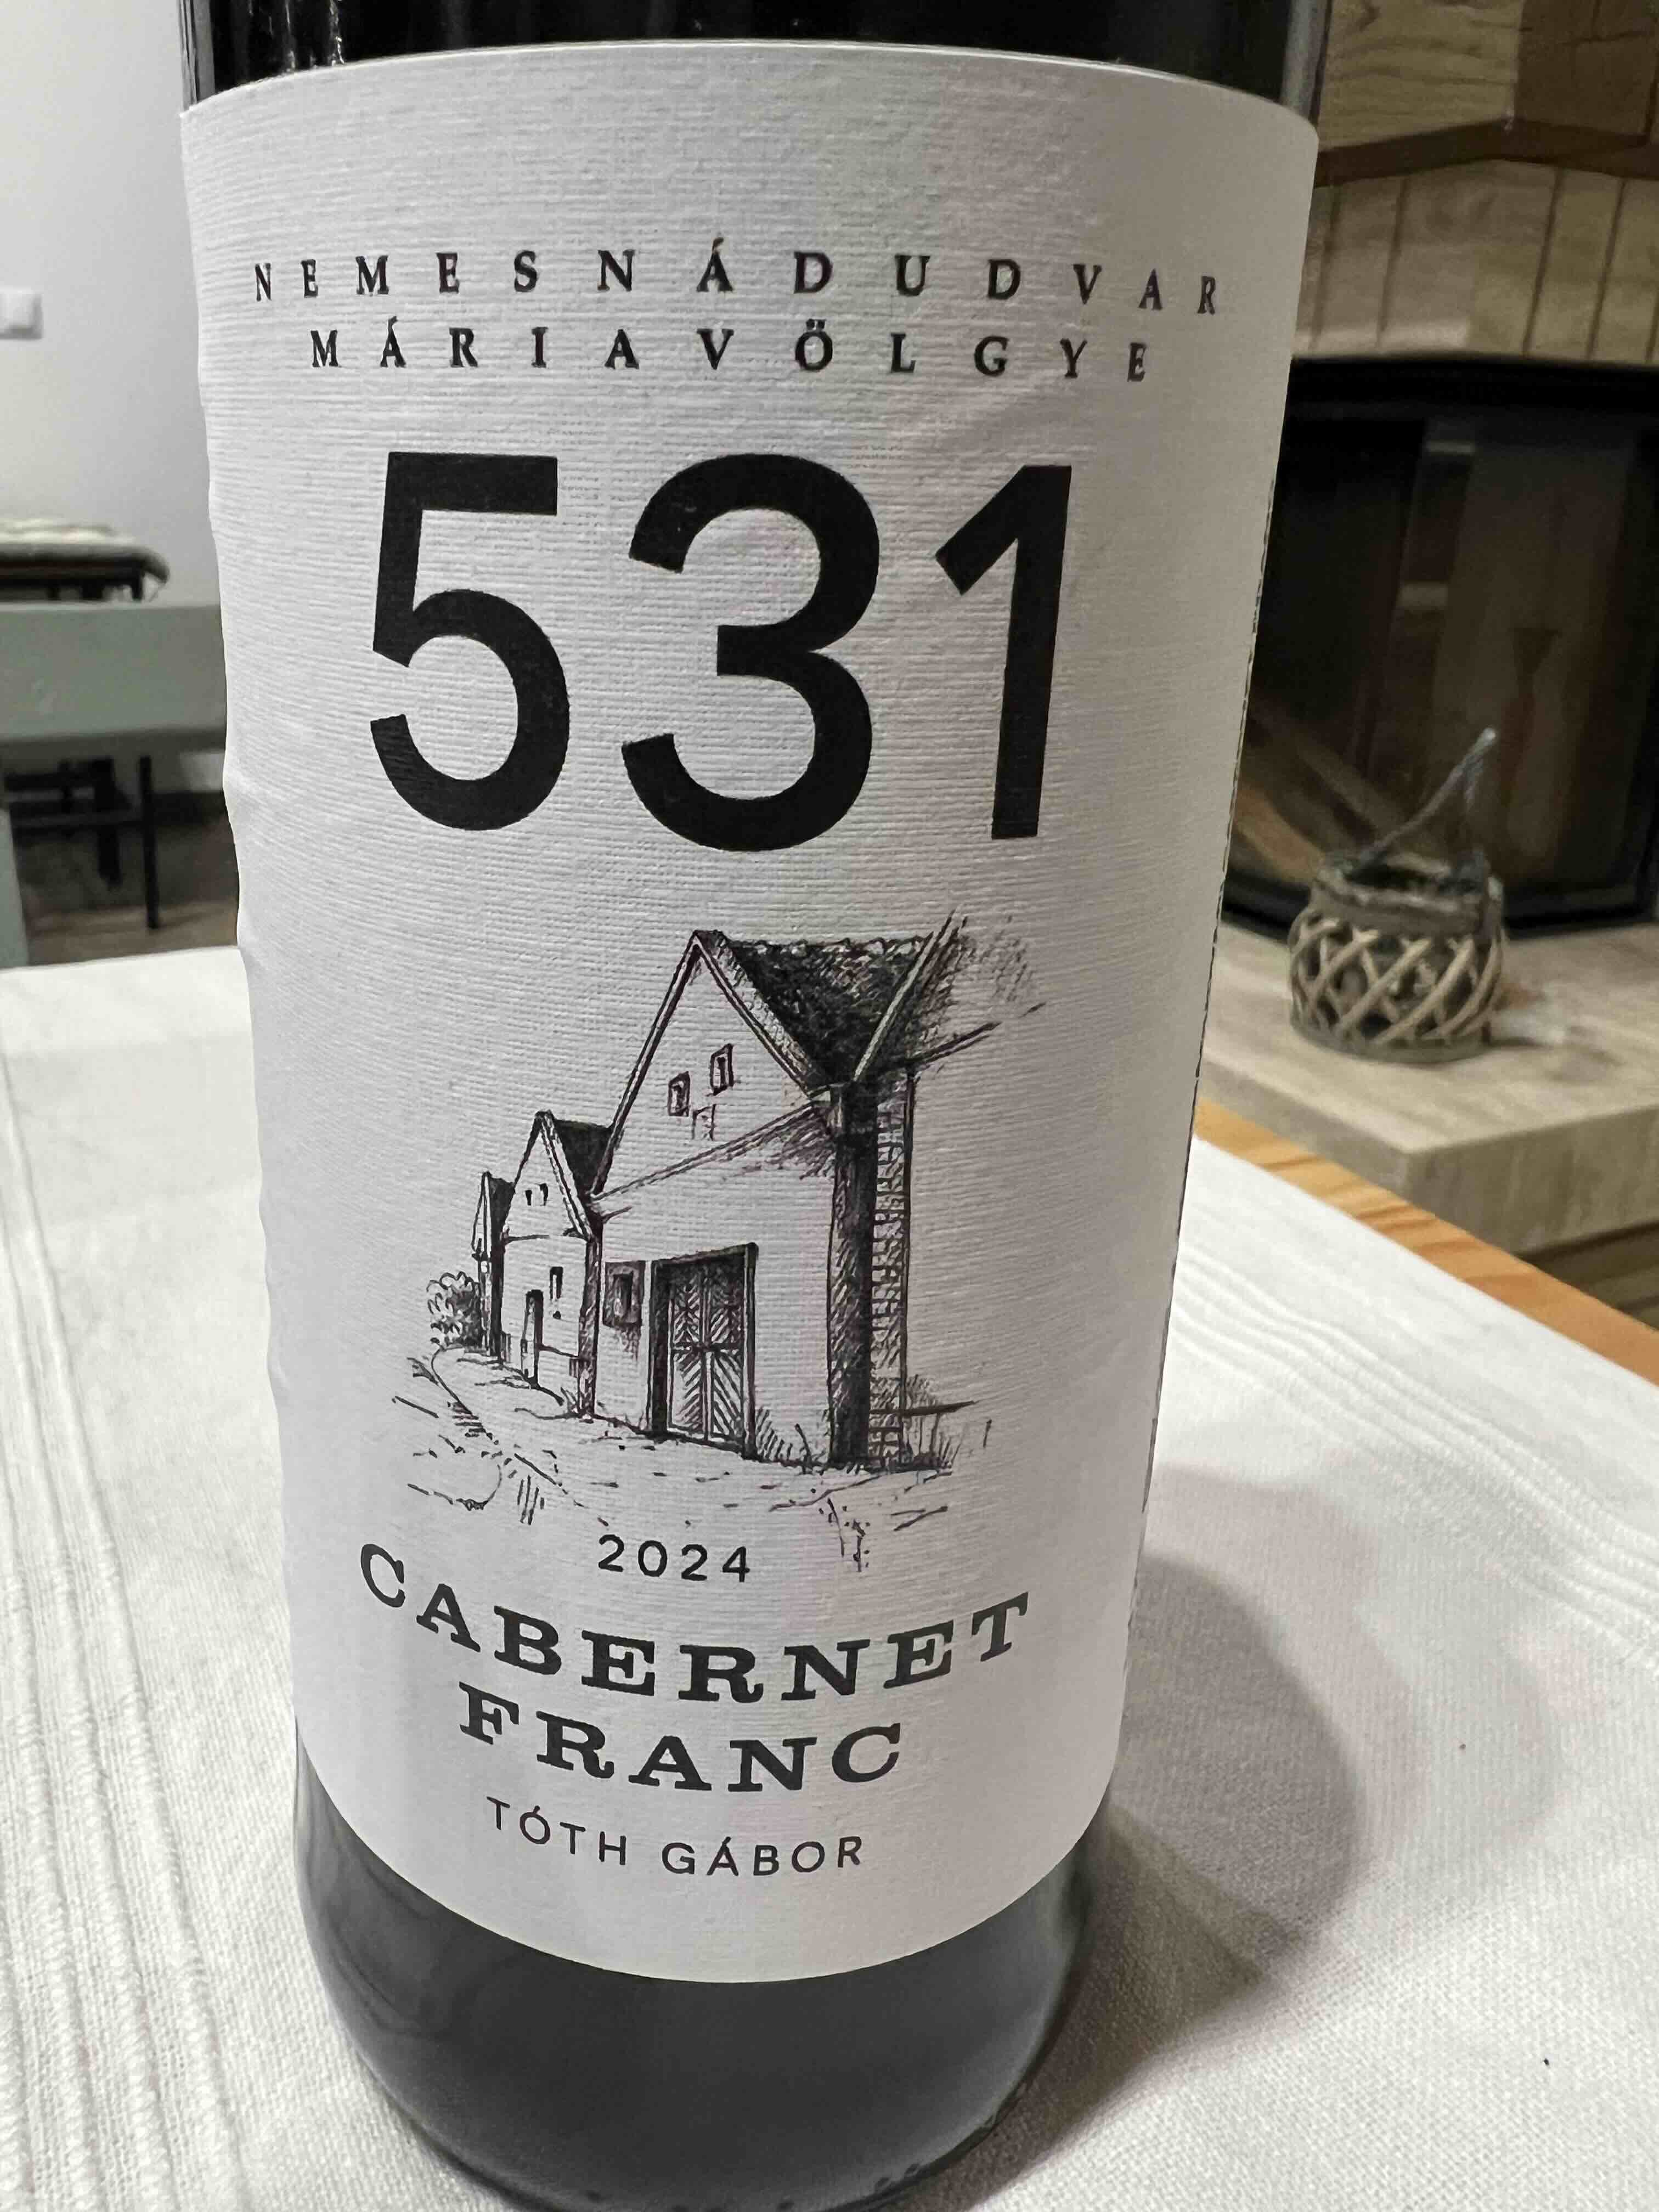 NEMESNÁDUDVAR
MÁRIAVÖLGYE
531
2024
CABERNET
FRANC
TÓTH GÁBOR